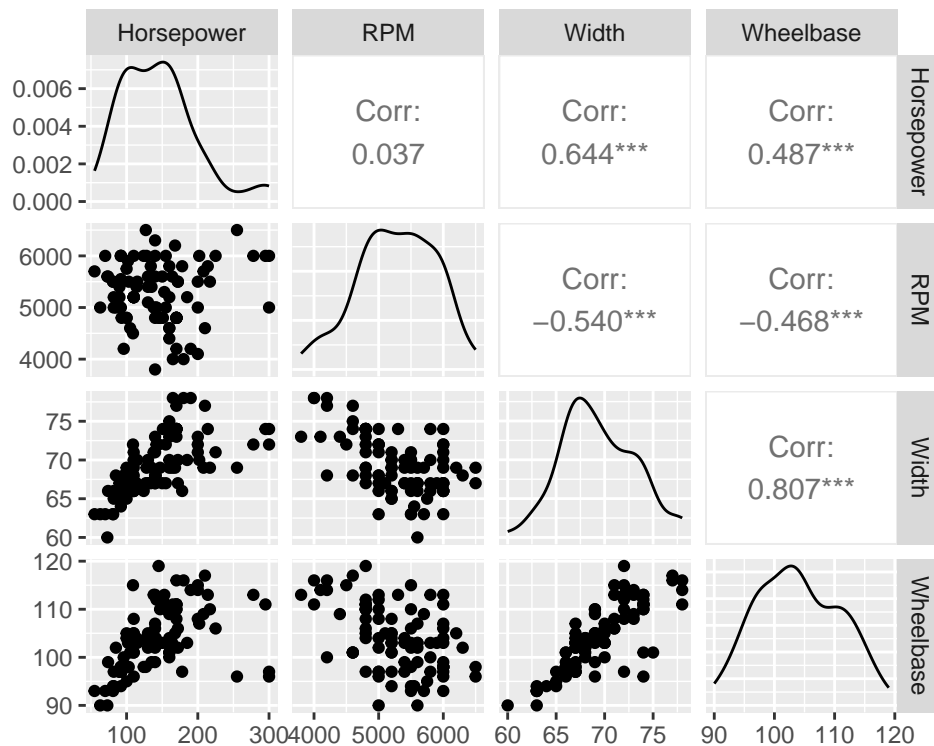 Horsepower RPM Width Wheelbase
0.006
0.004
0.002
0.000
Corr:
0.037
Corr:
0.644***
Corr:
0.487***
Horsepower
6000
5000
4000
Corr:
−0.540***
Corr:
−0.468***
RPM
75
70
65
60
Corr:
0.807***
Width
120
110
100
90
Wheelbase
100 200 300 4000 5000 6000 60 65 70 75 90 100 110 120